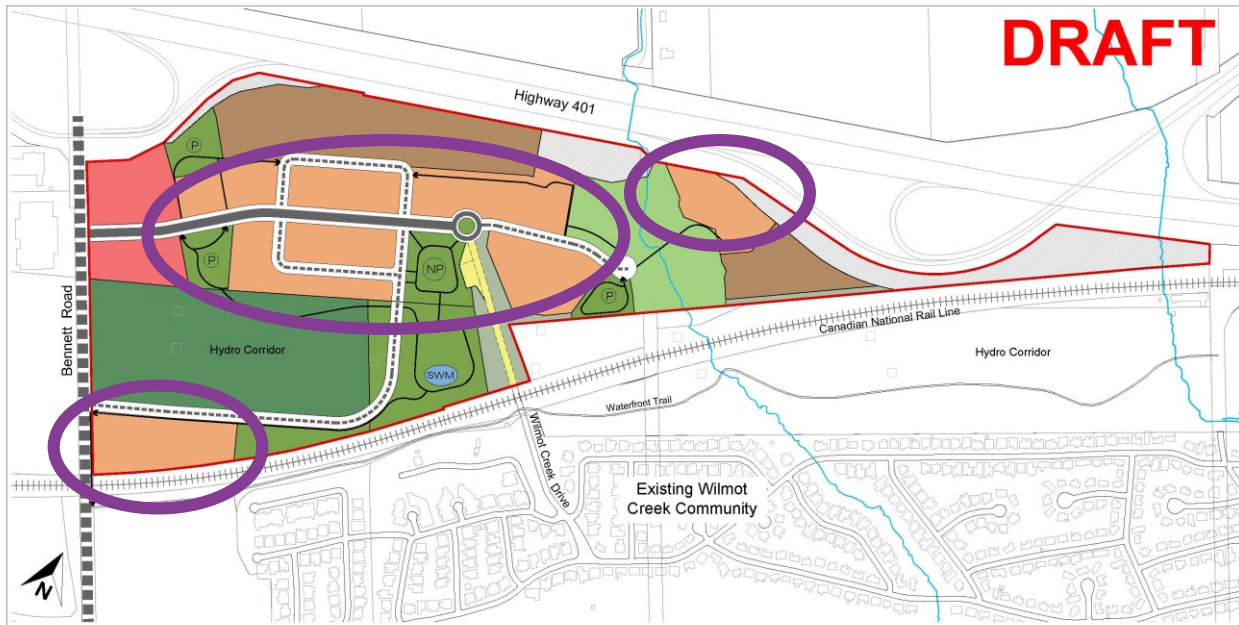 DRAFT
Highway 401
P
P
NP
P
Bennett Road
Hydro Corridor
SWM
Canadian National Rail Line
Hydro Corridor
Waterfront Trail
Wilmot Creek Drive
Existing Wilmot
Creek Community
N